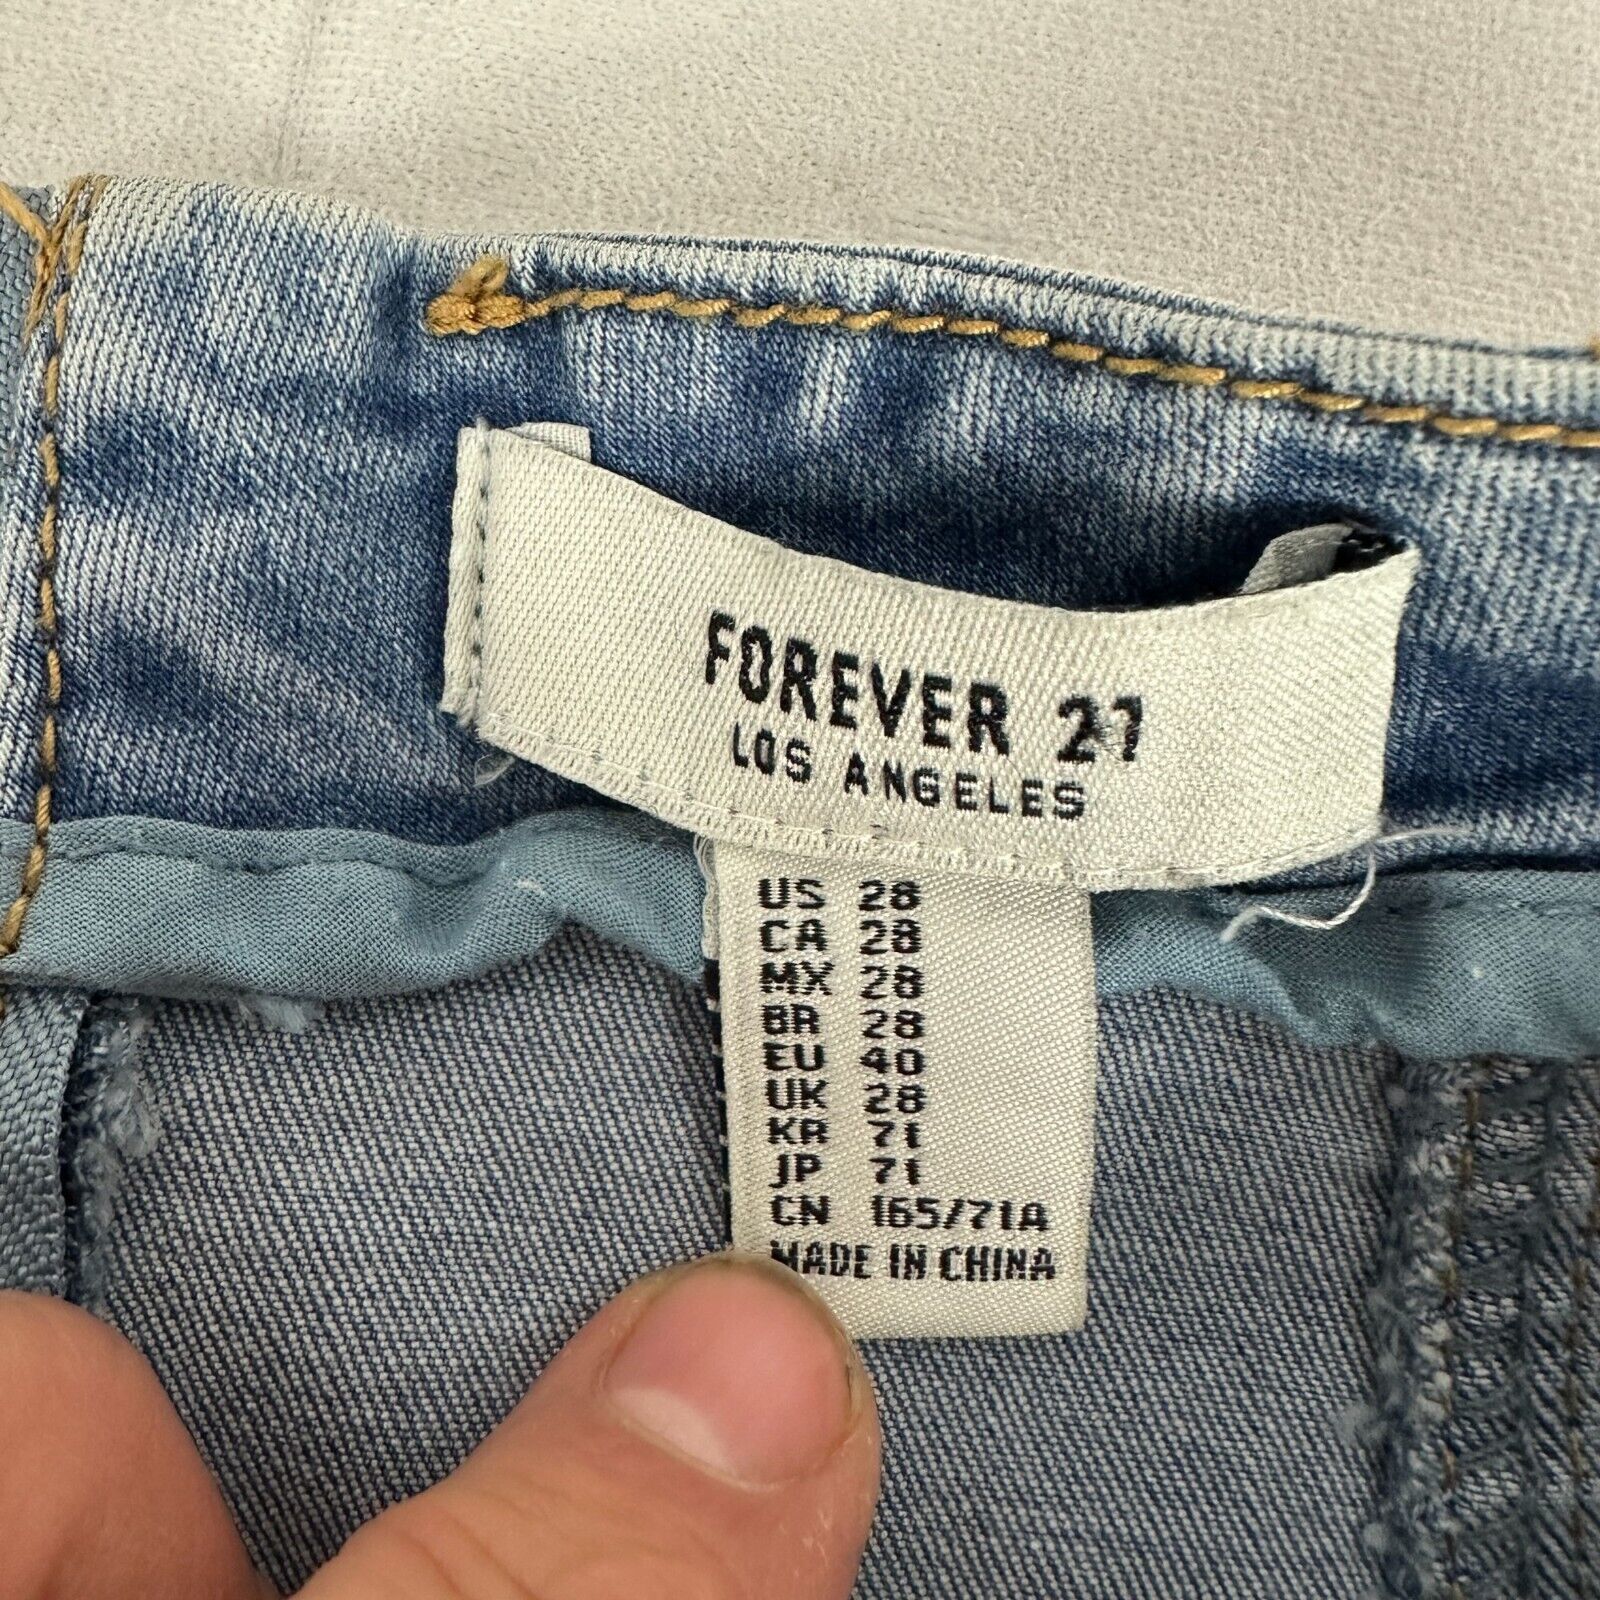 FOREVER 21
LOS ANGELES
US 28
CA 28
MX 28
BR 28
EU 40
UK 28
KR 71
JP 71
CN 165/71A
MADE IN CHINA